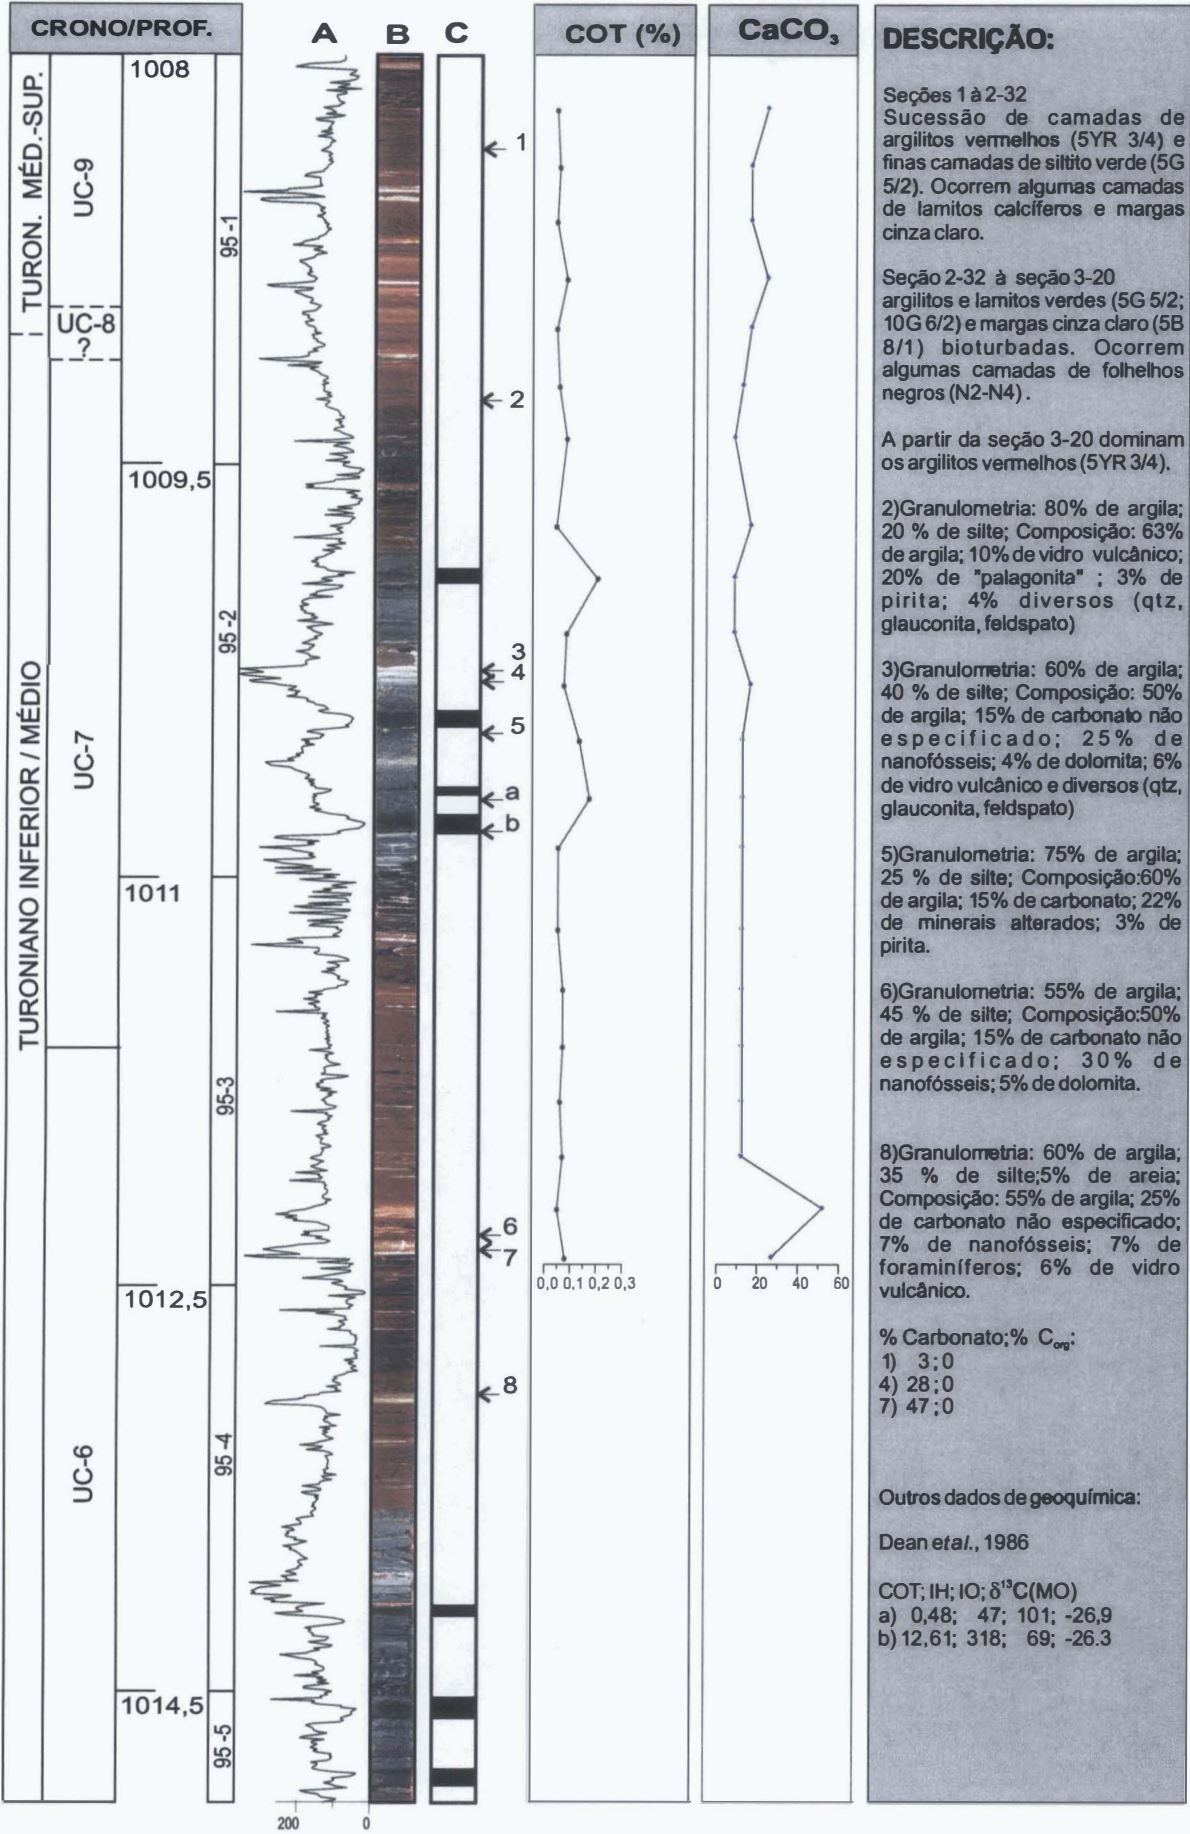 CRONO/PROF.
A
B
C
COT (%)
CaCO₃
TURON. MÉD.-SUP.
TURONIANO INFERIOR / MÉDIO
UC-9
UC-8
?
UC-7
UC-6
1008
1009,5
1011
1012,5
1014,5
95-1
95-2
95-3
95-4
95-5
1
2
3
4
5
a
b
6
7
8
200 0
0,0 0,1 0,2 0,3
0 20 40 60
DESCRIÇÃO:
Seções 1 à 2-32
Sucessão de camadas de
argilitos vermelhos (5YR 3/4) e
finas camadas de siltito verde (5G
5/2). Ocorrem algumas camadas
de lamitos calcíferos e margas
cinza claro.
Seção 2-32 à seção 3-20
argilitos e lamitos verdes (5G 5/2;
10G 6/2) e margas cinza claro (5B
8/1) bioturbadas. Ocorrem
algumas camadas de folhelhos
negros (N2-N4).
A partir da seção 3-20 dominam
os argilitos vermelhos (5YR 3/4).
2)Granulometria: 80% de argila;
20 % de silte; Composição: 63%
de argila; 10% de vidro vulcânico;
20% de "palagonita" ; 3% de
pirita; 4% diversos (qtz,
glauconita, feldspato)
3)Granulometria: 60% de argila;
40 % de silte; Composição: 50%
de argila; 15% de carbonato não
especificado; 25% de
nanofósseis; 4% de dolomita; 6%
de vidro vulcânico e diversos (qtz,
glauconita, feldspato)
5)Granulometria: 75% de argila;
25 % de silte; Composição:60%
de argila; 15% de carbonato; 22%
de minerais alterados; 3% de
pirita.
6)Granulometria: 55% de argila;
45 % de silte; Composição:50%
de argila; 15% de carbonato não
especificado; 30% de
nanofósseis; 5% de dolomita.
8)Granulometria: 60% de argila;
35 % de silte;5% de areia;
Composição: 55% de argila; 25%
de carbonato não especificado;
7% de nanofósseis; 7% de
foraminíferos; 6% de vidro
vulcânico.
% Carbonato;% Corg:
1) 3;0
4) 28;0
7) 47;0
Outros dados de geoquímica:
Dean et al., 1986
COT; IH; IO; δ¹³C(MO)
a) 0,48; 47; 101; -26,9
b) 12,61; 318; 69; -26.3